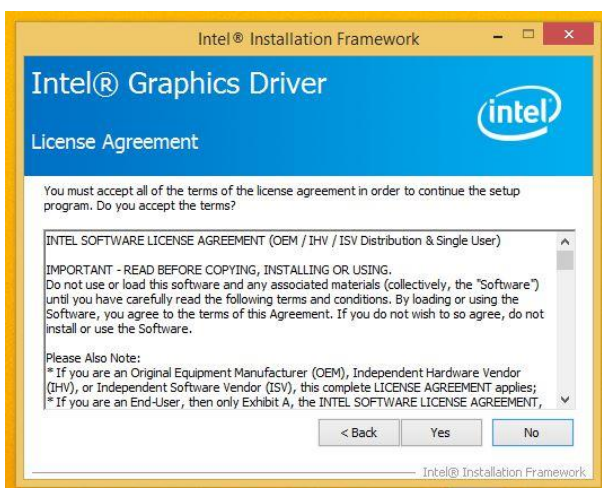 Intel® Installation Framework
Intel® Graphics Driver
intel
License Agreement
You must accept all of the terms of the license agreement in order to continue the setup
program. Do you accept the terms?
INTEL SOFTWARE LICENSE AGREEMENT (OEM / IHV / ISV Distribution & Single User)
IMPORTANT - READ BEFORE COPYING, INSTALLING OR USING.
Do not use or load this software and any associated materials (collectively, the "Software")
until you have carefully read the following terms and conditions. By loading or using the
Software, you agree to the terms of this Agreement. If you do not wish to so agree, do not
install or use the Software.
Please Also Note:
* If you are an Original Equipment Manufacturer (OEM), Independent Hardware Vendor
(IHV), or Independent Software Vendor (ISV), this complete LICENSE AGREEMENT applies;
* If you are an End-User, then only Exhibit A, the INTEL SOFTWARE LICENSE AGREEMENT,
< Back Yes No
Intel® Installation Framework